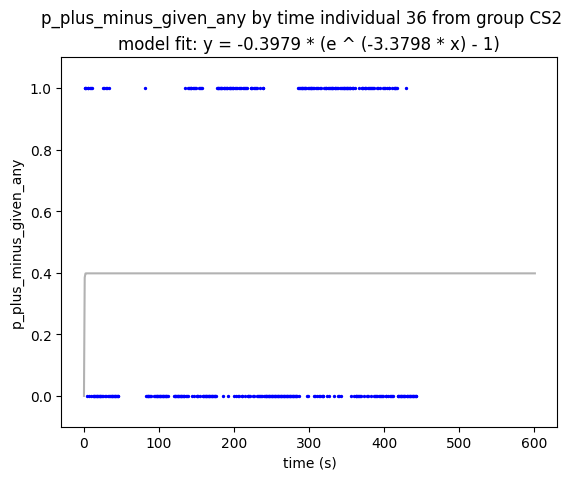 p_plus_minus_given_any by time individual 36 from group CS2
model fit: y = -0.3979 * (e ^ (-3.3798 * x) - 1)
p_plus_minus_given_any
1.0
0.8
0.6
0.4
0.2
0.0
0 100 200 300 400 500 600
time (s)